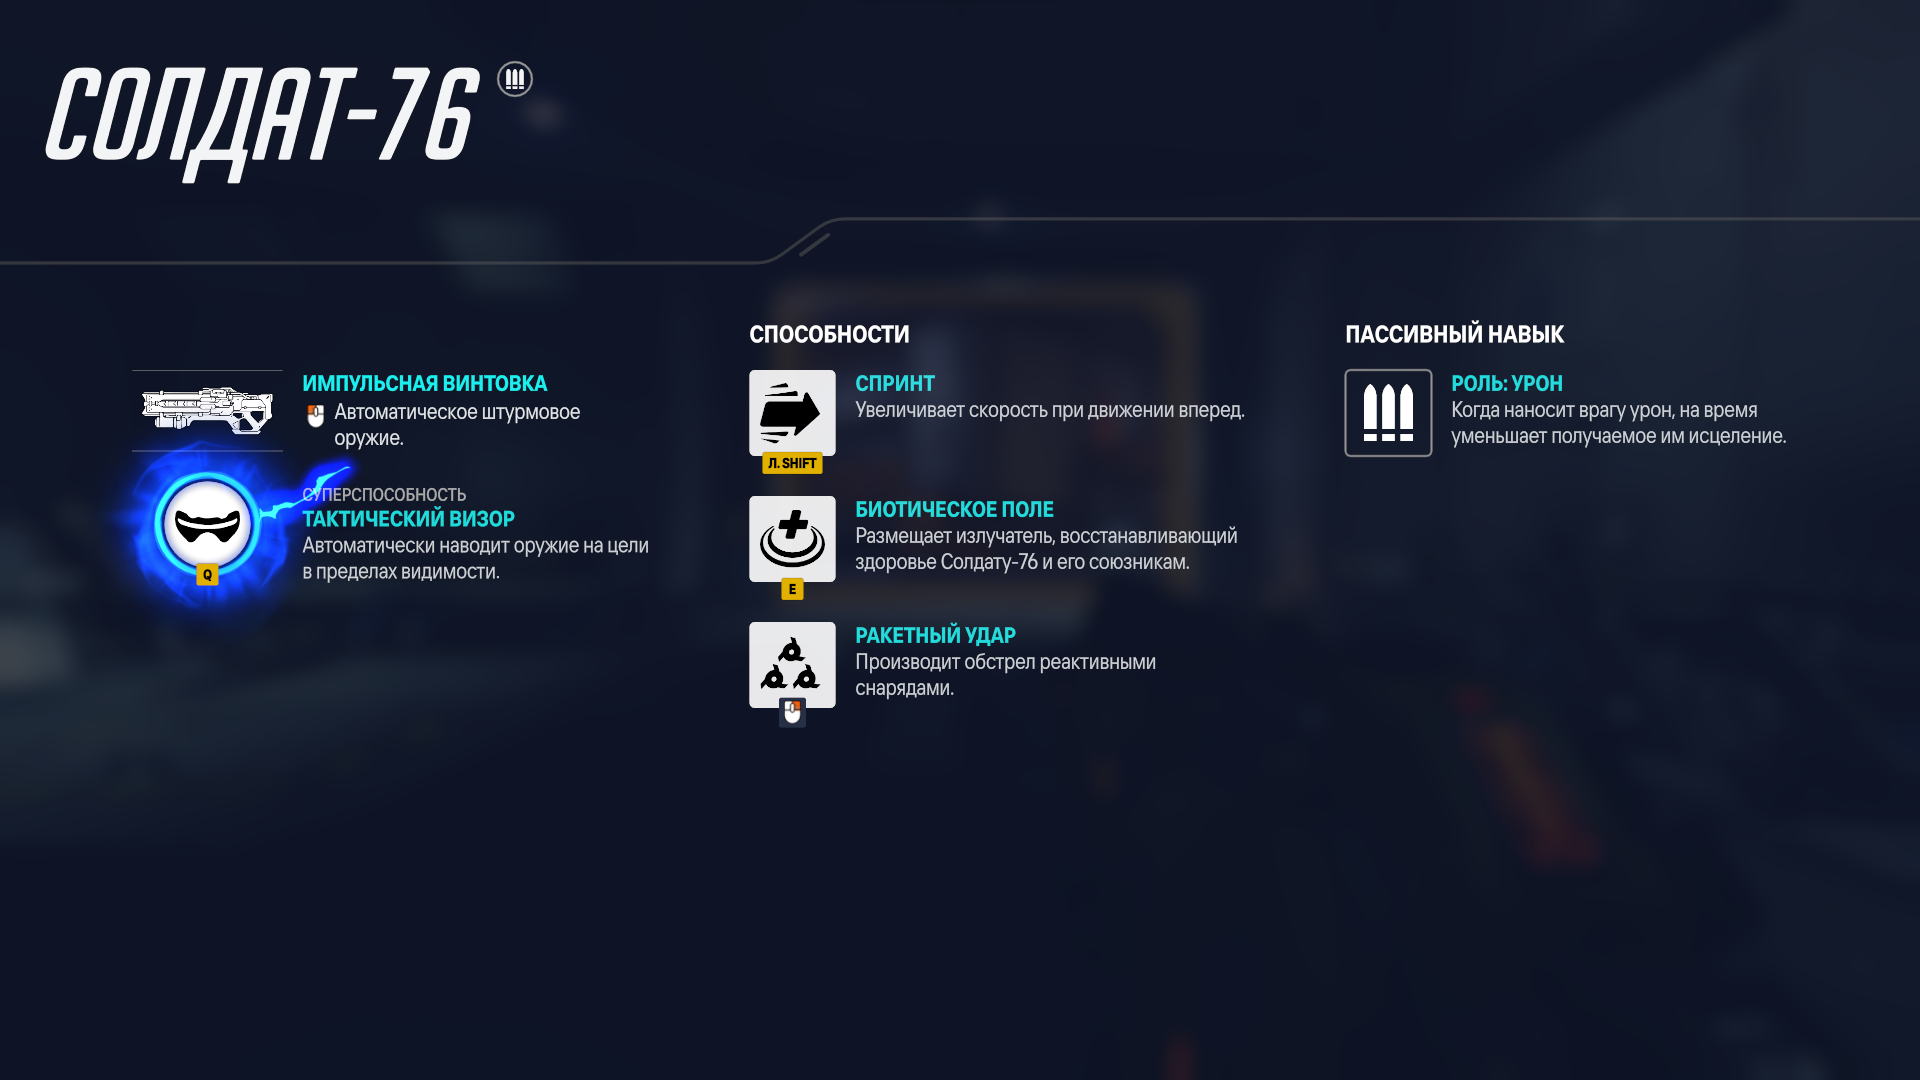 СОЛДАТ-76
ИМПУЛЬСНАЯ ВИНТОВКА
Автоматическое штурмовое
оружие.
СУПЕРСПОСОБНОСТЬ
ТАКТИЧЕСКИЙ ВИЗОР
Автоматически наводит оружие на цели
в пределах видимости.
Q
СПОСОБНОСТИ
СПРИНТ
Увеличивает скорость при движении вперед.
Л. SHIFT
БИОТИЧЕСКОЕ ПОЛЕ
Размещает излучатель, восстанавливающий
здоровье Солдату-76 и его союзникам.
E
РАКЕТНЫЙ УДАР
Производит обстрел реактивными
снарядами.
ПАССИВНЫЙ НАВЫК
РОЛЬ: УРОН
Когда наносит врагу урон, на время
уменьшает получаемое им исцеление.